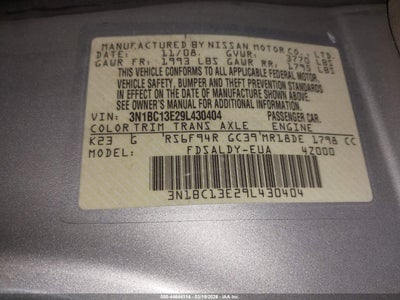 MANUFACTURED BY NISSAN MOTOR CO., LTD.
DATE: 11/08 GVWR: 3770 LBS
GAWR FR: 1993 LBS GAWR RR: 1795 LBS
THIS VEHICLE CONFORMS TO ALL APPLICABLE FEDERAL MOTOR
VEHICLE SAFETY, BUMPER AND THEFT PREVENTION STANDARDS
IN EFFECT ON THE DATE OF MANUFACTURE SHOWN ABOVE.
SEE OWNER'S MANUAL FOR ADDITIONAL INFORMATION.
VIN: 3N1BC13E29L430404 PASSENGER CAR.
COLOR TRIM TRANS AXLE ENGINE
K23 G RS6F94R GC39 MR18DE 1798 CC
MODEL: FDSALDY-EUA 4Z000
3N1BC13E29L430404